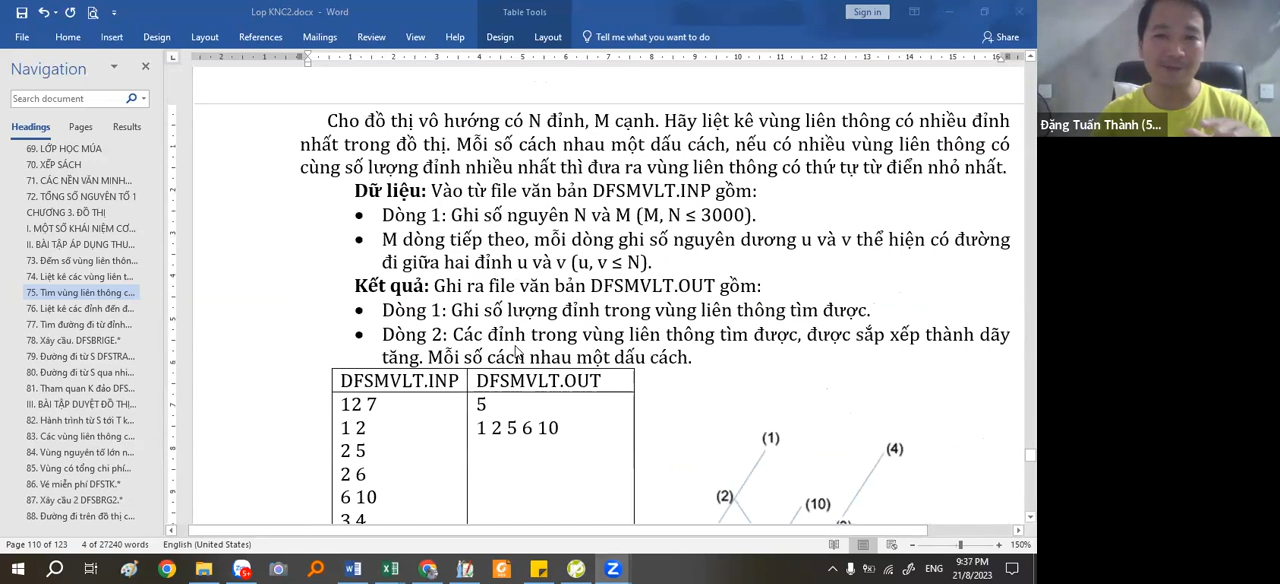 Lop KNC2.docx - Word
Table Tools
Sign in
File Home Insert Design Layout References Mailings Review View Help Design Layout Tell me what you want to do Share
Navigation
Search document
Headings Pages Results
69. LỚP HỌC MÚA
70. XẾP SÁCH
71. CÁC NỀN VĂN MINH...
72. TỔNG SỐ NGUYÊN TỐ 1
CHƯƠNG 3. ĐỒ THỊ
I. MỘT SỐ KHÁI NIỆM CƠ...
II. BÀI TẬP ÁP DỤNG THU...
73. Đếm số vùng liên thôn...
74. Liệt kê các vùng liên t...
75. Tìm vùng liên thông c...
76. Liệt kê các đỉnh đến đ...
77. Tìm đường đi từ đỉnh...
78. Xây cầu. DFSBRIGE.*
79. Đường đi từ S DFSTRA...
80. Đường đi từ S qua nhi...
81. Thăm quan K đảo DFS...
III. BÀI TẬP DUYỆT ĐỒ THỊ...
82. Hành trình từ S tới T k...
83. Các vùng liên thông c...
84. Vùng nguyên tố lớn n...
85. Vùng có tổng chi phí...
86. Vé miễn phí DFSTK.*
87. Xây cầu 2 DFSBRG2.*
88. Đường đi trên đồ thị c...
Cho đồ thị vô hướng có N đỉnh, M cạnh. Hãy liệt kê vùng liên thông có nhiều đỉnh
nhất trong đồ thị. Mỗi số cách nhau một dấu cách, nếu có nhiều vùng liên thông có
cùng số lượng đỉnh nhiều nhất thì đưa ra vùng liên thông có thứ tự từ điển nhỏ nhất.
Dữ liệu: Vào từ file văn bản DFSMVLT.INP gồm:
• Dòng 1: Ghi số nguyên N và M (M, N ≤ 3000).
• M dòng tiếp theo, mỗi dòng ghi số nguyên dương u và v thể hiện có đường
đi giữa hai đỉnh u và v (u, v ≤ N).
Kết quả: Ghi ra file văn bản DFSMVLT.OUT gồm:
• Dòng 1: Ghi số lượng đỉnh trong vùng liên thông tìm được.
• Dòng 2: Các đỉnh trong vùng liên thông tìm được, được sắp xếp thành dãy
tăng. Mỗi số cách nhau một dấu cách.
DFSMVLT.INP DFSMVLT.OUT
12 7 5
1 2 1 2 5 6 10
2 5
2 6
6 10
3 4
(1)
(4)
(2)
(10)
Đặng Tuấn Thành (5...
Page 110 of 123 4 of 27240 words English (United States)
150%
ENG
9:37 PM
21/8/2023